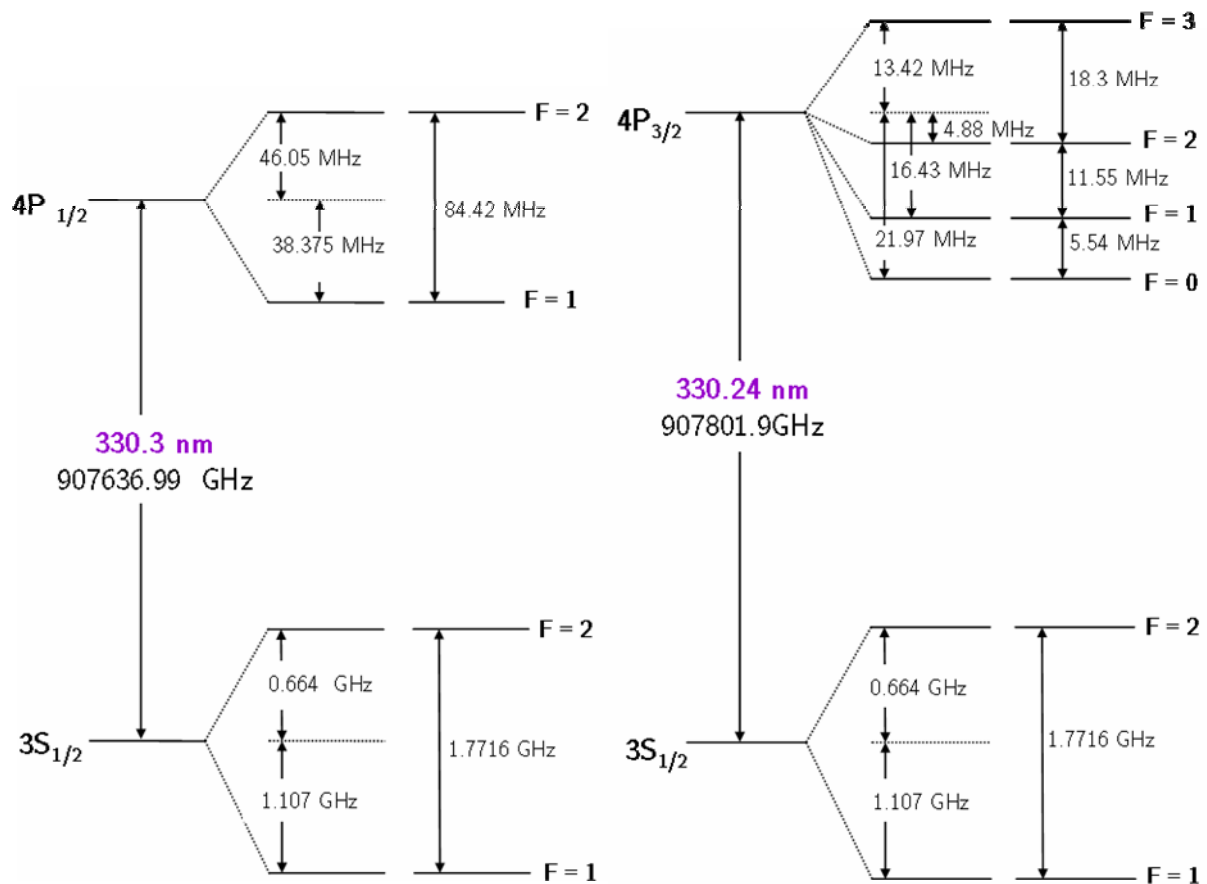 F = 2
46.05 MHz
4P 1/2
84.42 MHz
38.375 MHz
F = 1
330.3 nm
907636.99 GHz
F = 2
0.664 GHz
3S1/2
1.7716 GHz
1.107 GHz
F = 1
F = 3
13.42 MHz
18.3 MHz
4P3/2
4.88 MHz
F = 2
16.43 MHz
11.55 MHz
F = 1
21.97 MHz
5.54 MHz
F = 0
330.24 nm
907801.9GHz
F = 2
0.664 GHz
3S1/2
1.7716 GHz
1.107 GHz
F = 1